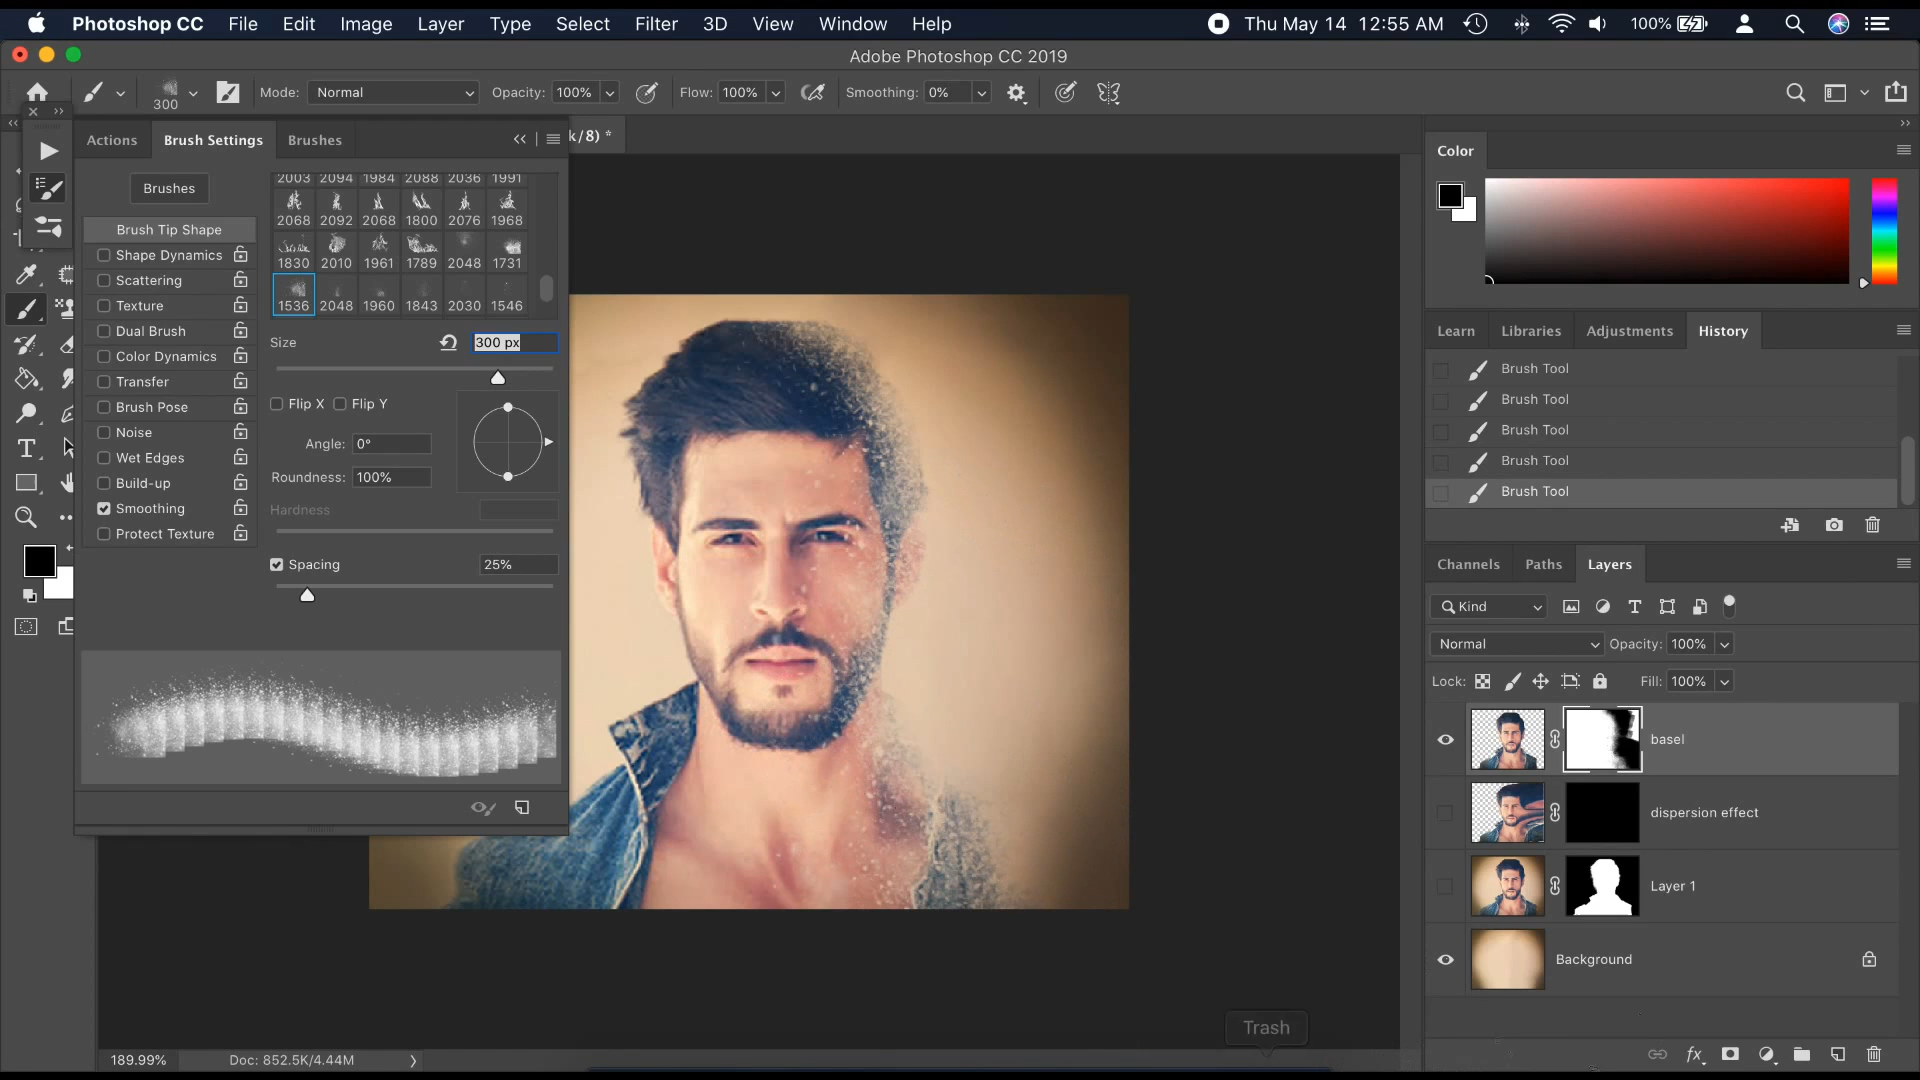 Photoshop CC File Edit Image Layer Type Select Filter 3D View Window Help Thu May 14 12:55 AM 100%
Adobe Photoshop CC 2019
300 Mode: Normal Opacity: 100% Flow: 100% Smoothing: 0%
Actions Brush Settings Brushes
k/8) *
Brushes
Brush Tip Shape
Shape Dynamics
Scattering
Texture
Dual Brush
Color Dynamics
Transfer
Brush Pose
Noise
Wet Edges
Build-up
Smoothing
Protect Texture
2003 2094 1984 2088 2036 1991
2068 2092 2068 1800 2076 1968
1830 2010 1961 1789 2048 1731
1536 2048 1960 1843 2030 1546
Size 300 px
Flip X Flip Y
Angle: 0°
Roundness: 100%
Hardness
Spacing 25%
189.99% Doc: 852.5K/4.44M
Trash
Color
Learn Libraries Adjustments History
Brush Tool
Brush Tool
Brush Tool
Brush Tool
Brush Tool
Channels Paths Layers
Kind
Normal Opacity: 100%
Lock: Fill: 100%
basel
dispersion effect
Layer 1
Background
fx